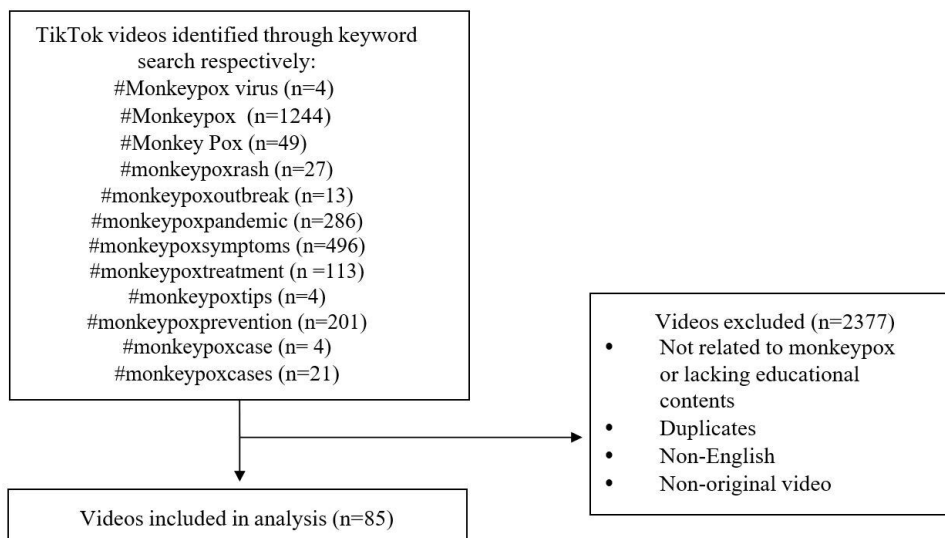 TikTok videos identified through keyword
search respectively:
#Monkeypox virus (n=4)
#Monkeypox (n=1244)
#Monkey Pox (n=49)
#monkeypoxrash (n=27)
#monkeypoxoutbreak (n=13)
#monkeypoxpandemic (n=286)
#monkeypoxsymptoms (n=496)
#monkeypoxtreatment (n =113)
#monkeypoxtips (n=4)
#monkeypoxprevention (n=201)
#monkeypoxcase (n= 4)
#monkeypoxcases (n=21)
Videos excluded (n=2377)
• Not related to monkeypox
or lacking educational
contents
• Duplicates
• Non-English
• Non-original video
Videos included in analysis (n=85)